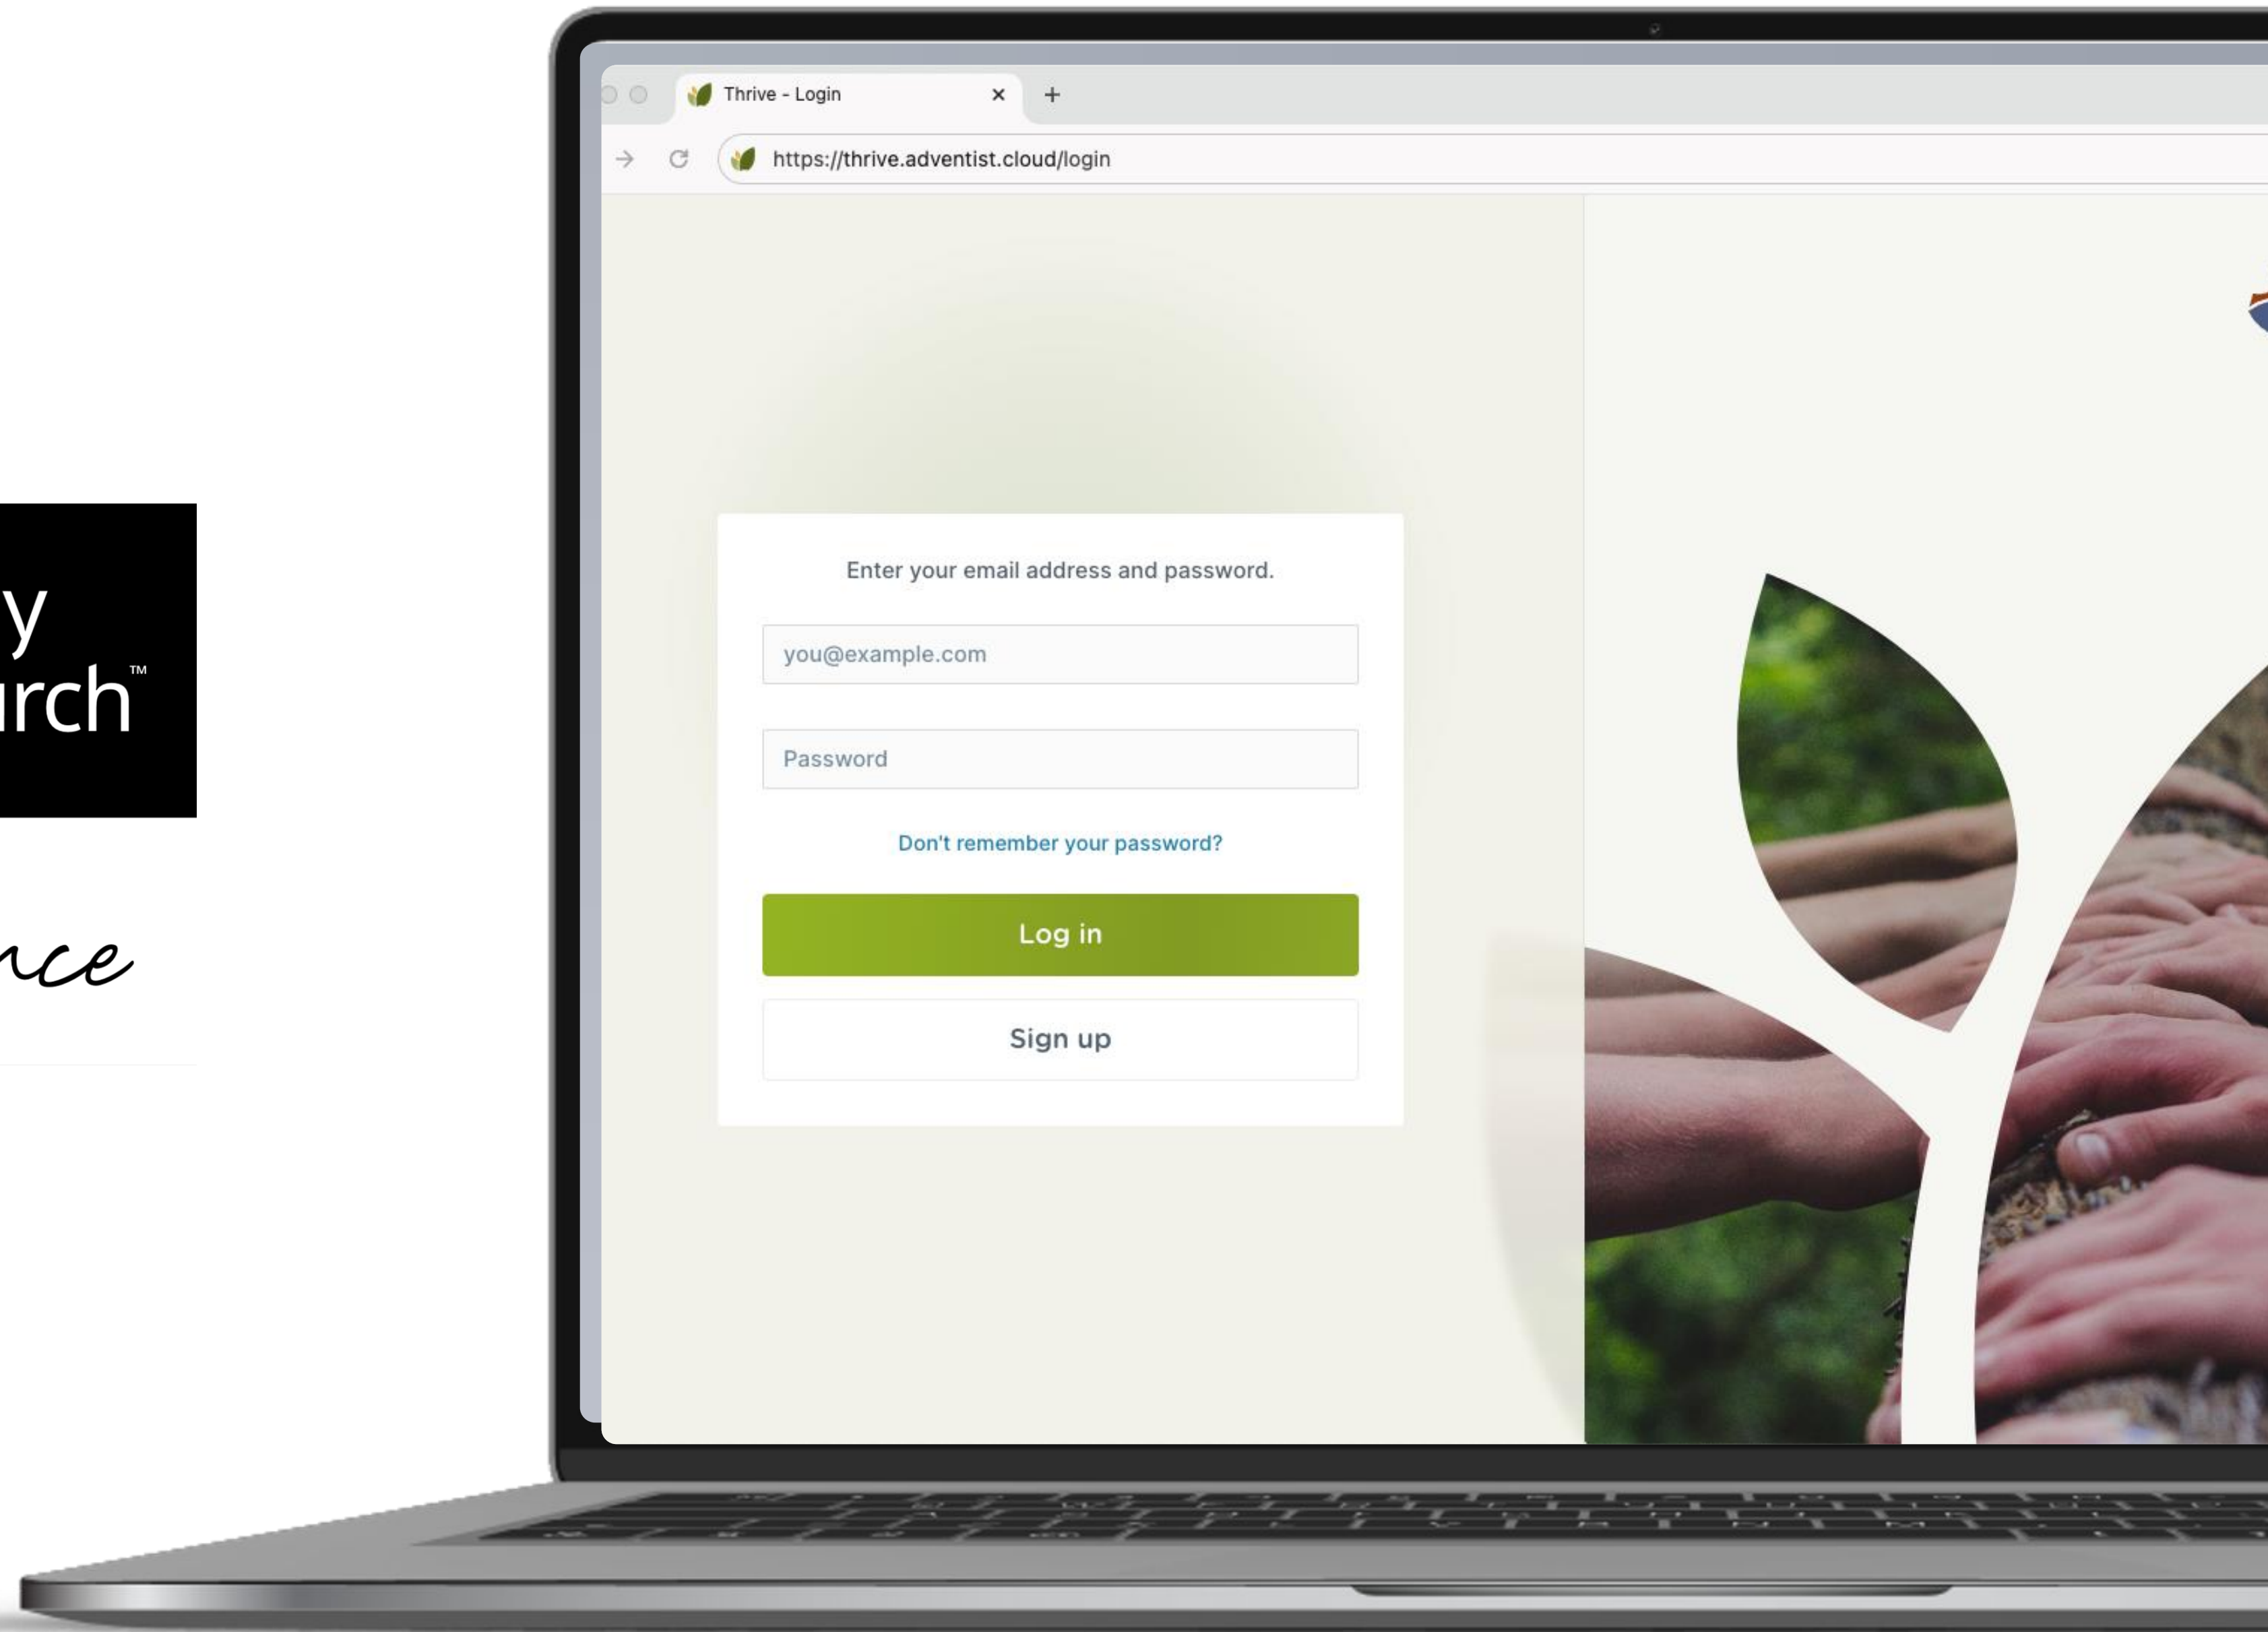 Thrive - Login
https://thrive.adventist.cloud/login
y
urch™
nce
Enter your email address and password.
you@example.com
Password
Don't remember your password?
Log in
Sign up